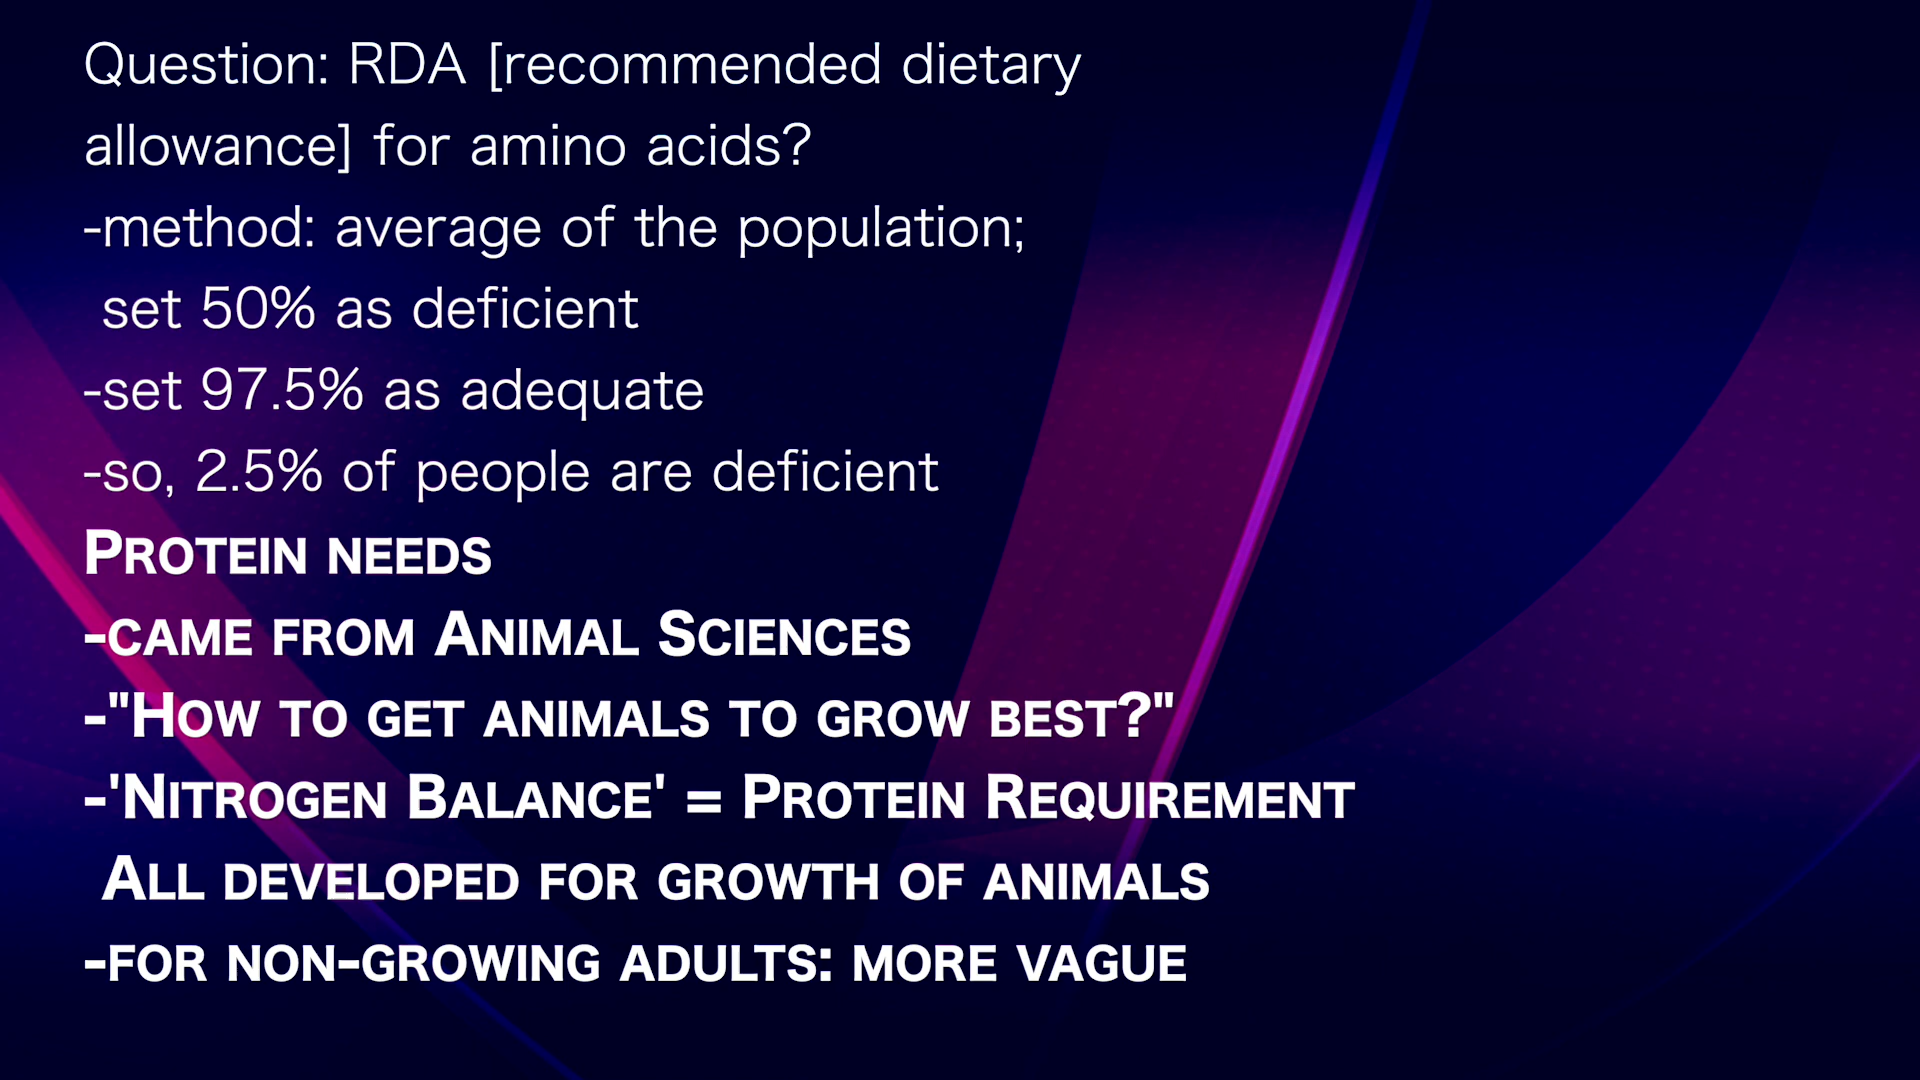 Question: RDA [recommended dietary
allowance] for amino acids?
-method: average of the population;
set 50% as deficient
-set 97.5% as adequate
-so, 2.5% of people are deficient
Protein needs
-came from Animal Sciences
-"How to get animals to grow best?"
-'Nitrogen Balance' = Protein Requirement
All developed for growth of animals
-for non-growing adults: more vague